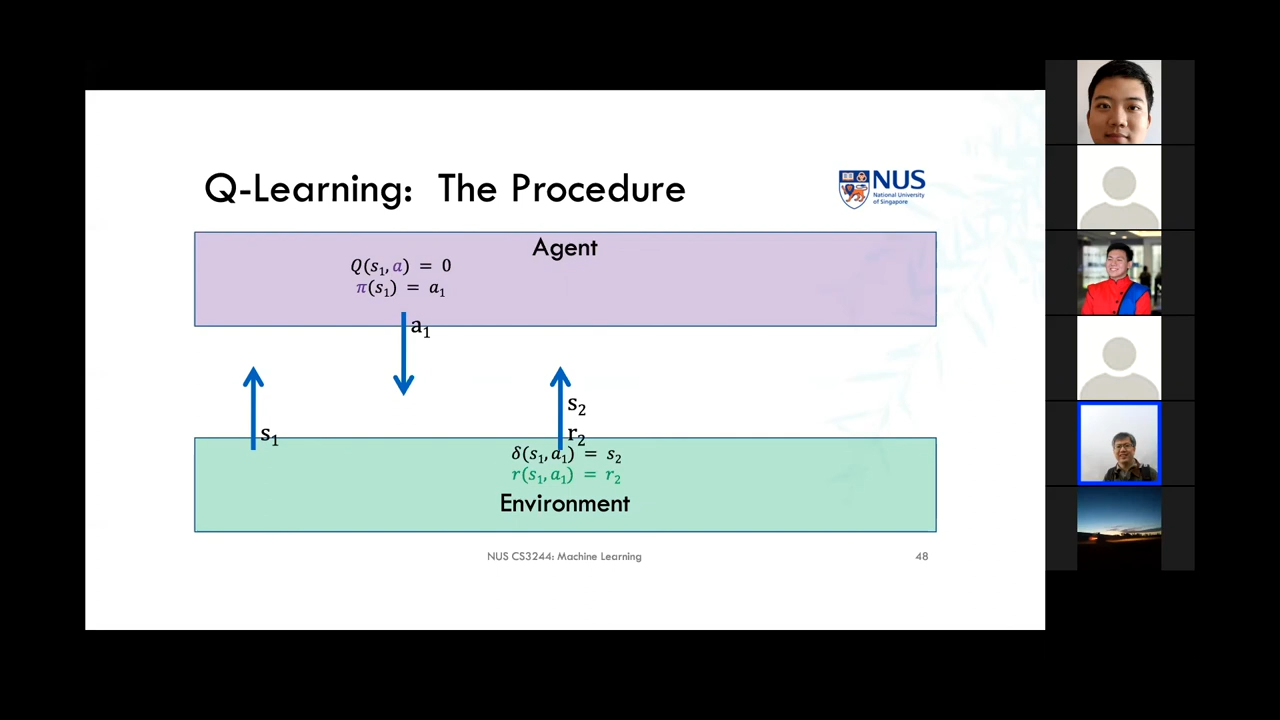 Q-Learning: The Procedure
NUS
National University
of Singapore
Agent
Q(s₁, a) = 0
π(s₁) = a₁
a₁
s₁
s₂
r₂
δ(s₁, a₁) = s₂
r(s₁, a₁) = r₂
Environment
NUS CS3244: Machine Learning
48